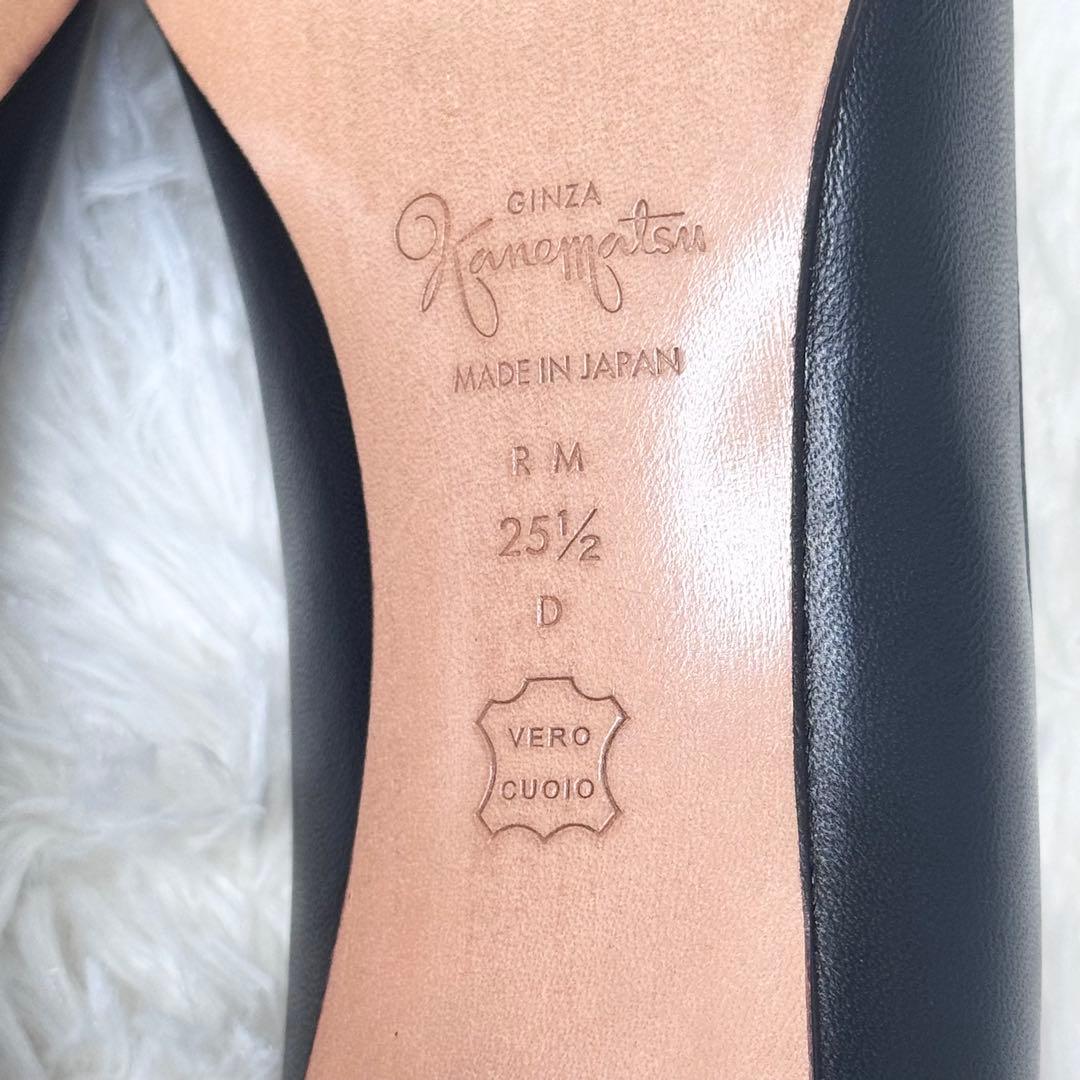 GINZA
Kanematsu
MADE IN JAPAN
R M
25½
D
VERO
CUOIO